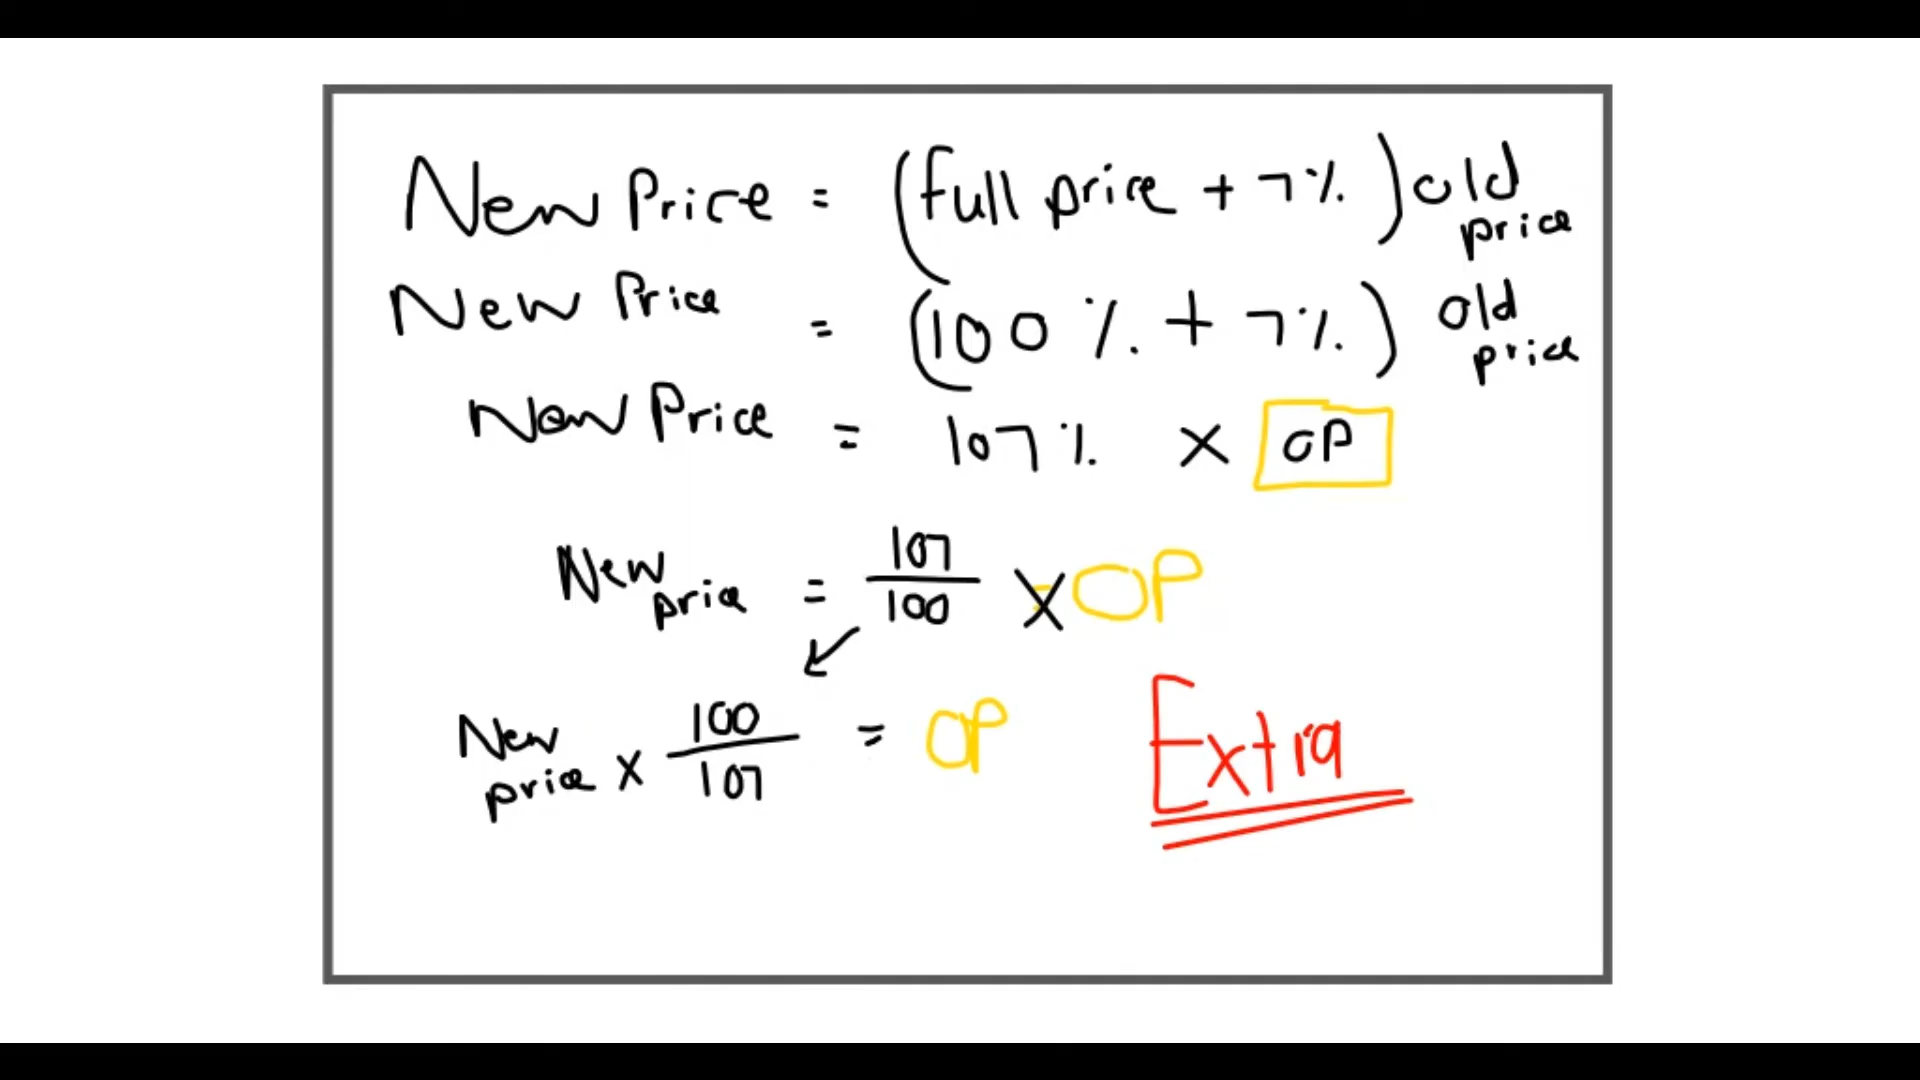 New Price = (full price + 7%) old price
New Price = (100% + 7%) old price
New Price = 107% × OP
New price = 107/100 × OP
New price × 100/107 = OP
Extra